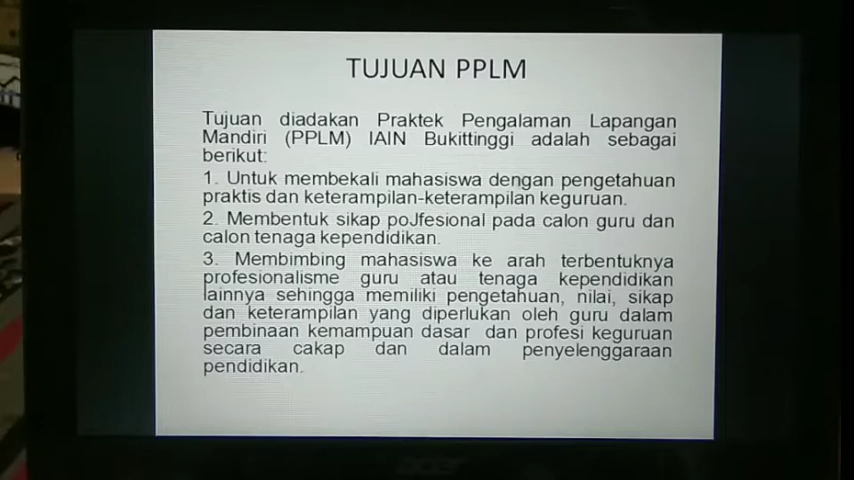 TUJUAN PPLM
Tujuan diadakan Praktek Pengalaman Lapangan
Mandiri (PPLM) IAIN Bukittinggi adalah sebagai
berikut:
1. Untuk membekali mahasiswa dengan pengetahuan
praktis dan keterampilan-keterampilan keguruan.
2. Membentuk sikap poJfesional pada calon guru dan
calon tenaga kependidikan.
3. Membimbing mahasiswa ke arah terbentuknya
profesionalisme guru atau tenaga kependidikan
lainnya sehingga memiliki pengetahuan, nilai, sikap
dan keterampilan yang diperlukan oleh guru dalam
pembinaan kemampuan dasar dan profesi keguruan
secara cakap dan dalam penyelenggaraan
pendidikan.
acer